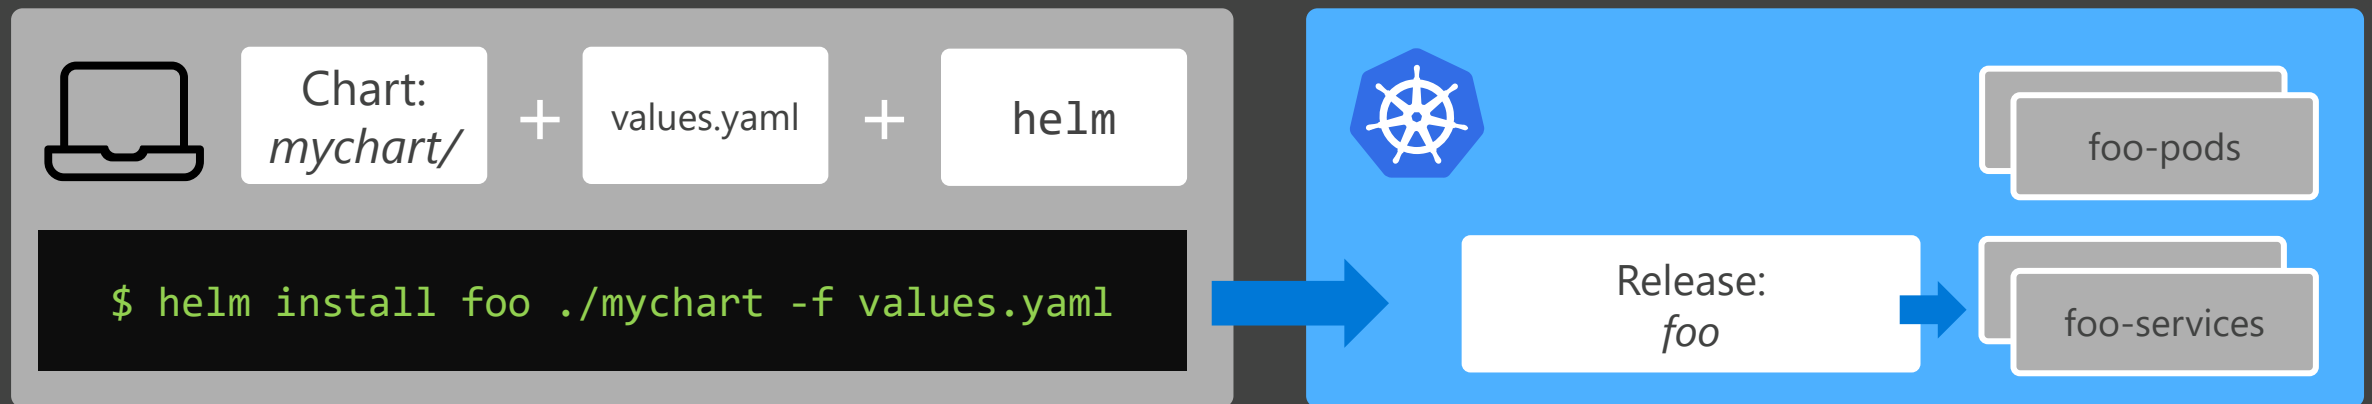 Chart:
mychart/
+
values.yaml
+
helm
$ helm install foo ./mychart -f values.yaml
foo-pods
Release:
foo
foo-services